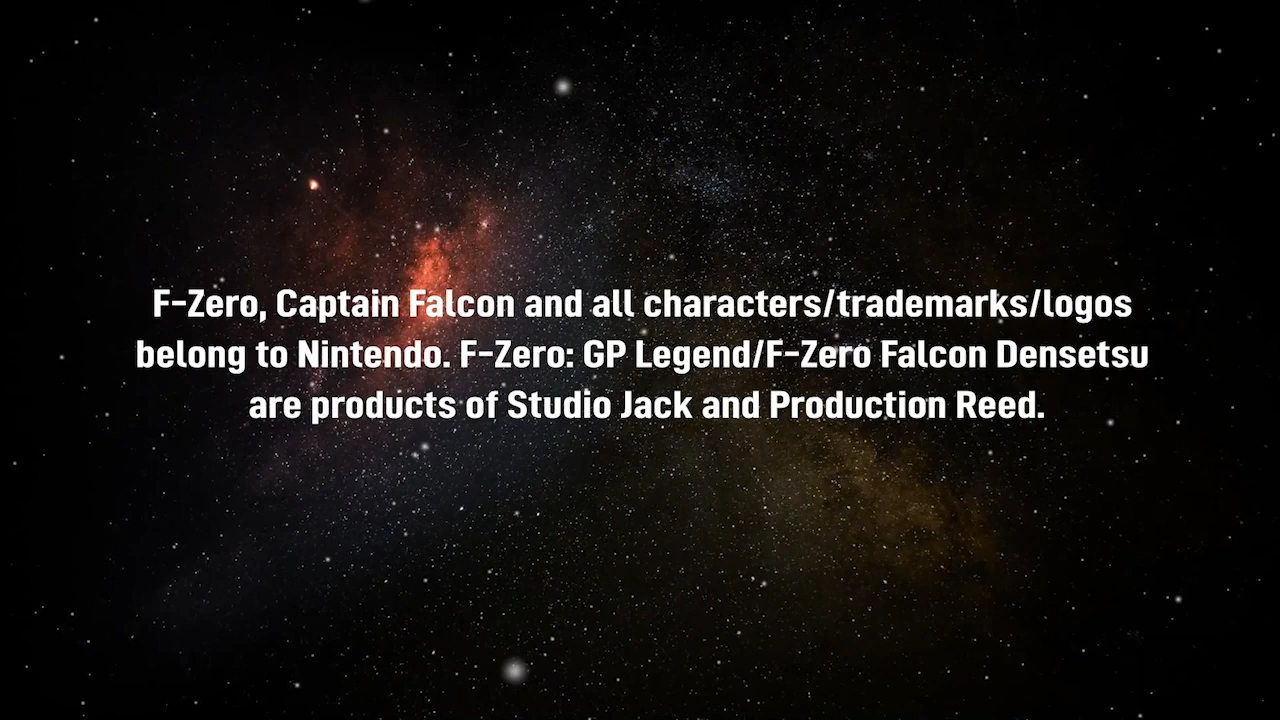 F-Zero, Captain Falcon and all characters/trademarks/logos
belong to Nintendo. F-Zero: GP Legend/F-Zero Falcon Densetsu
are products of Studio Jack and Production Reed.